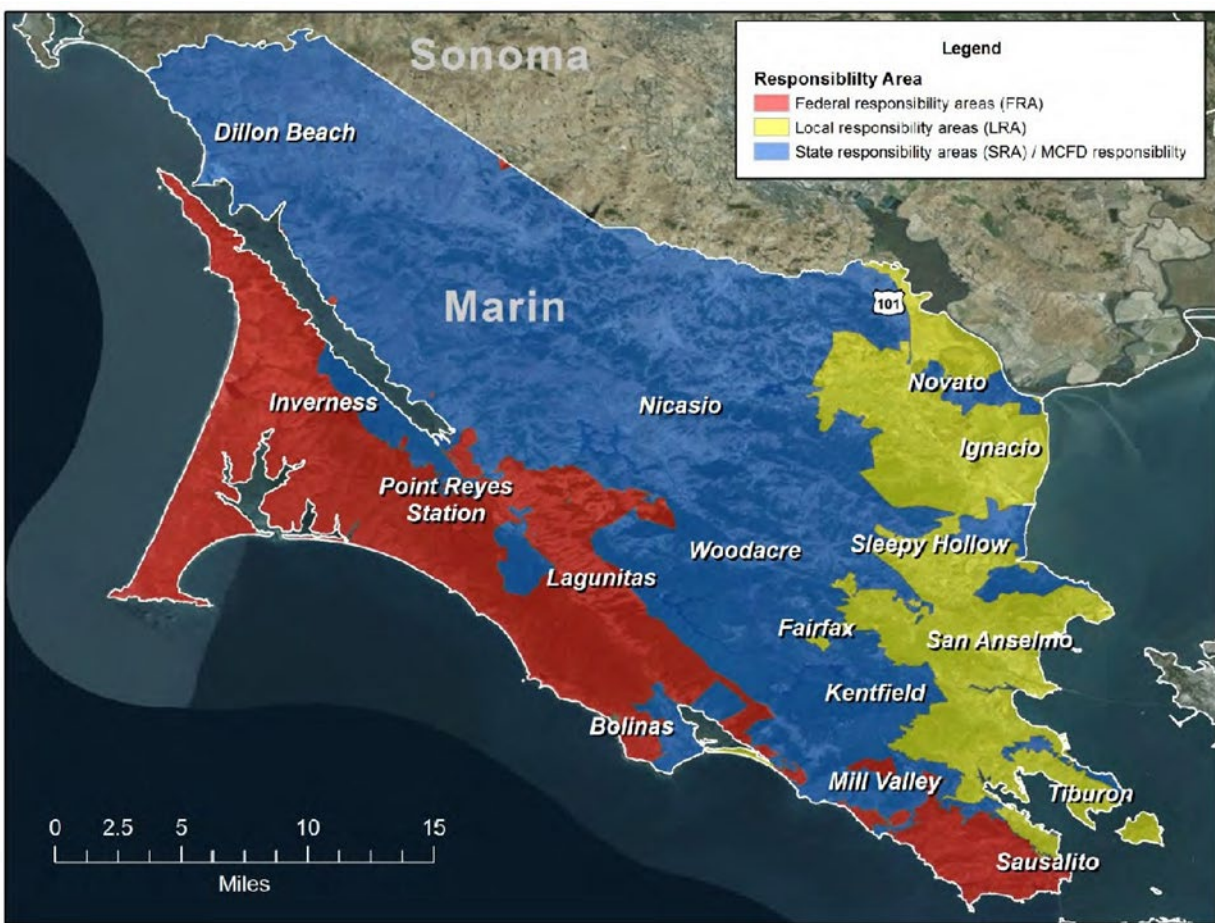 Sonoma
Legend
Responsiblilty Area
Federal responsibility areas (FRA)
Local responsibility areas (LRA)
State responsibility areas (SRA) / MCFD responsiblilty
Dillon Beach
Marin
101
Novato
Inverness
Nicasio
Ignacio
Point Reyes
Station
Woodacre
Sleepy Hollow
Lagunitas
Fairfax
San Anselmo
Kentfield
Bolinas
Mill Valley
Tiburon
0 2.5 5 10 15
Miles
Sausalito